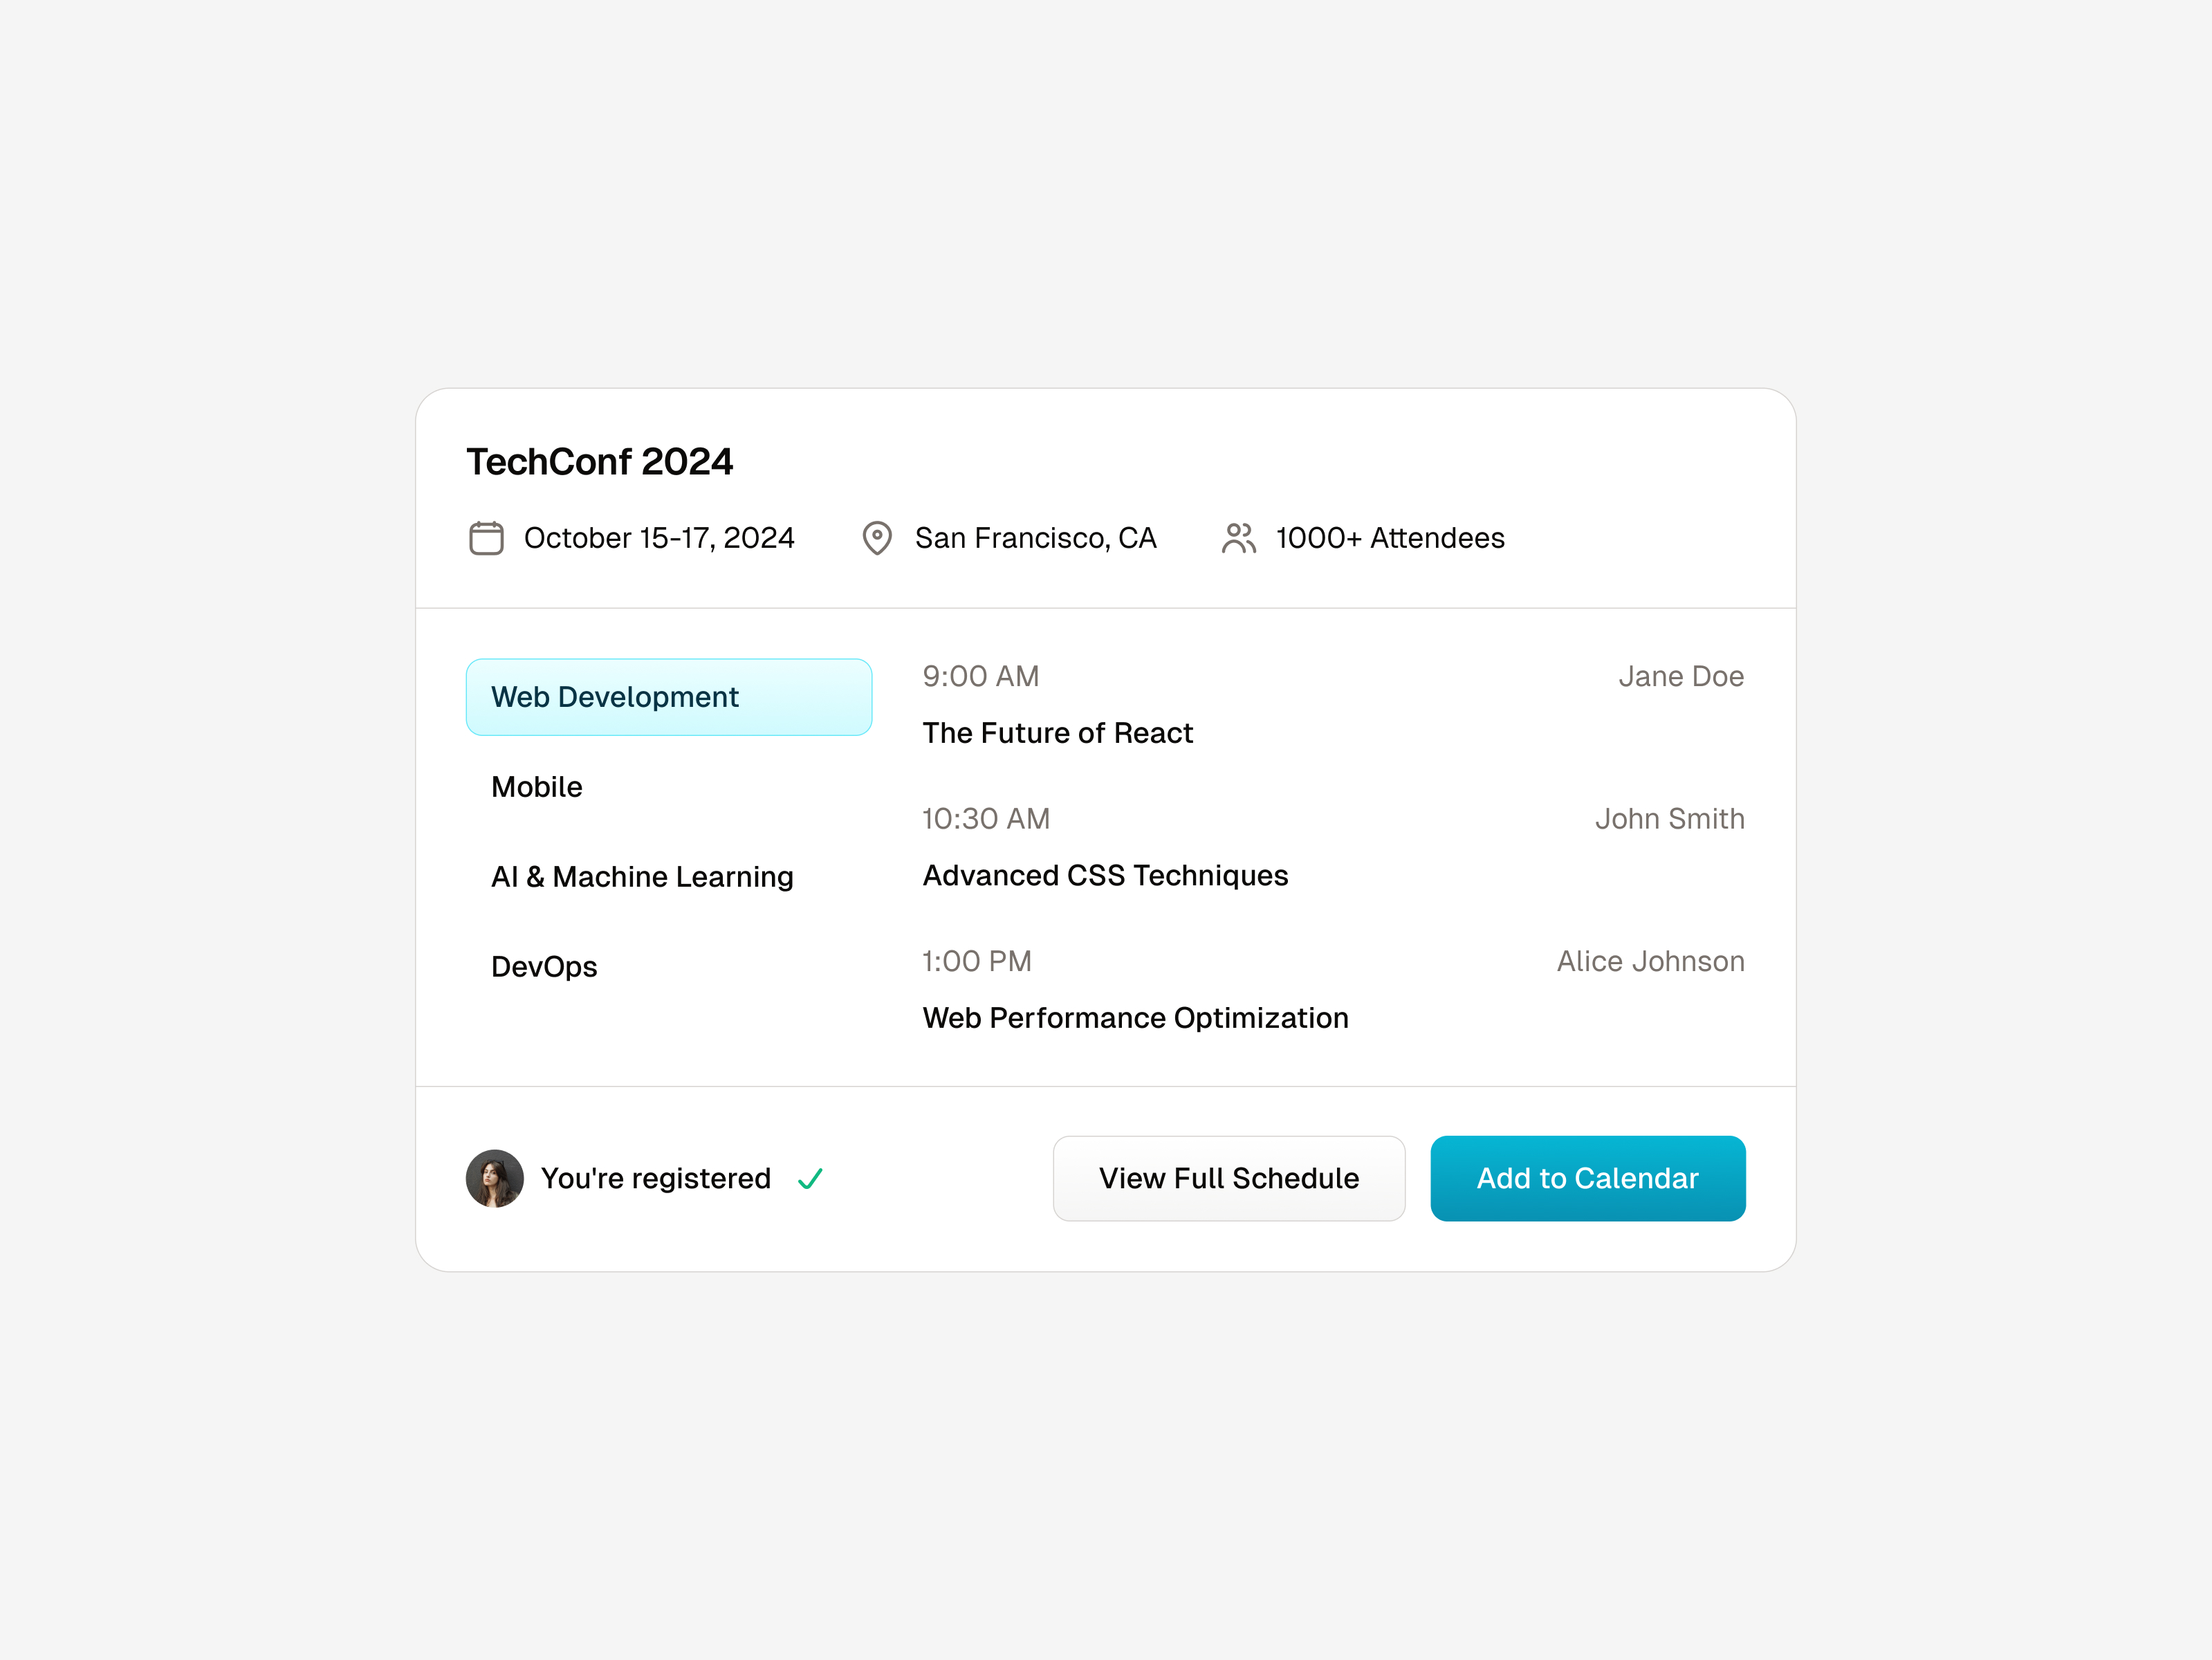 TechConf 2024
October 15-17, 2024
San Francisco, CA
1000+ Attendees
Web Development
Mobile
AI & Machine Learning
DevOps
9:00 AM
Jane Doe
The Future of React
10:30 AM
John Smith
Advanced CSS Techniques
1:00 PM
Alice Johnson
Web Performance Optimization
You're registered
View Full Schedule
Add to Calendar